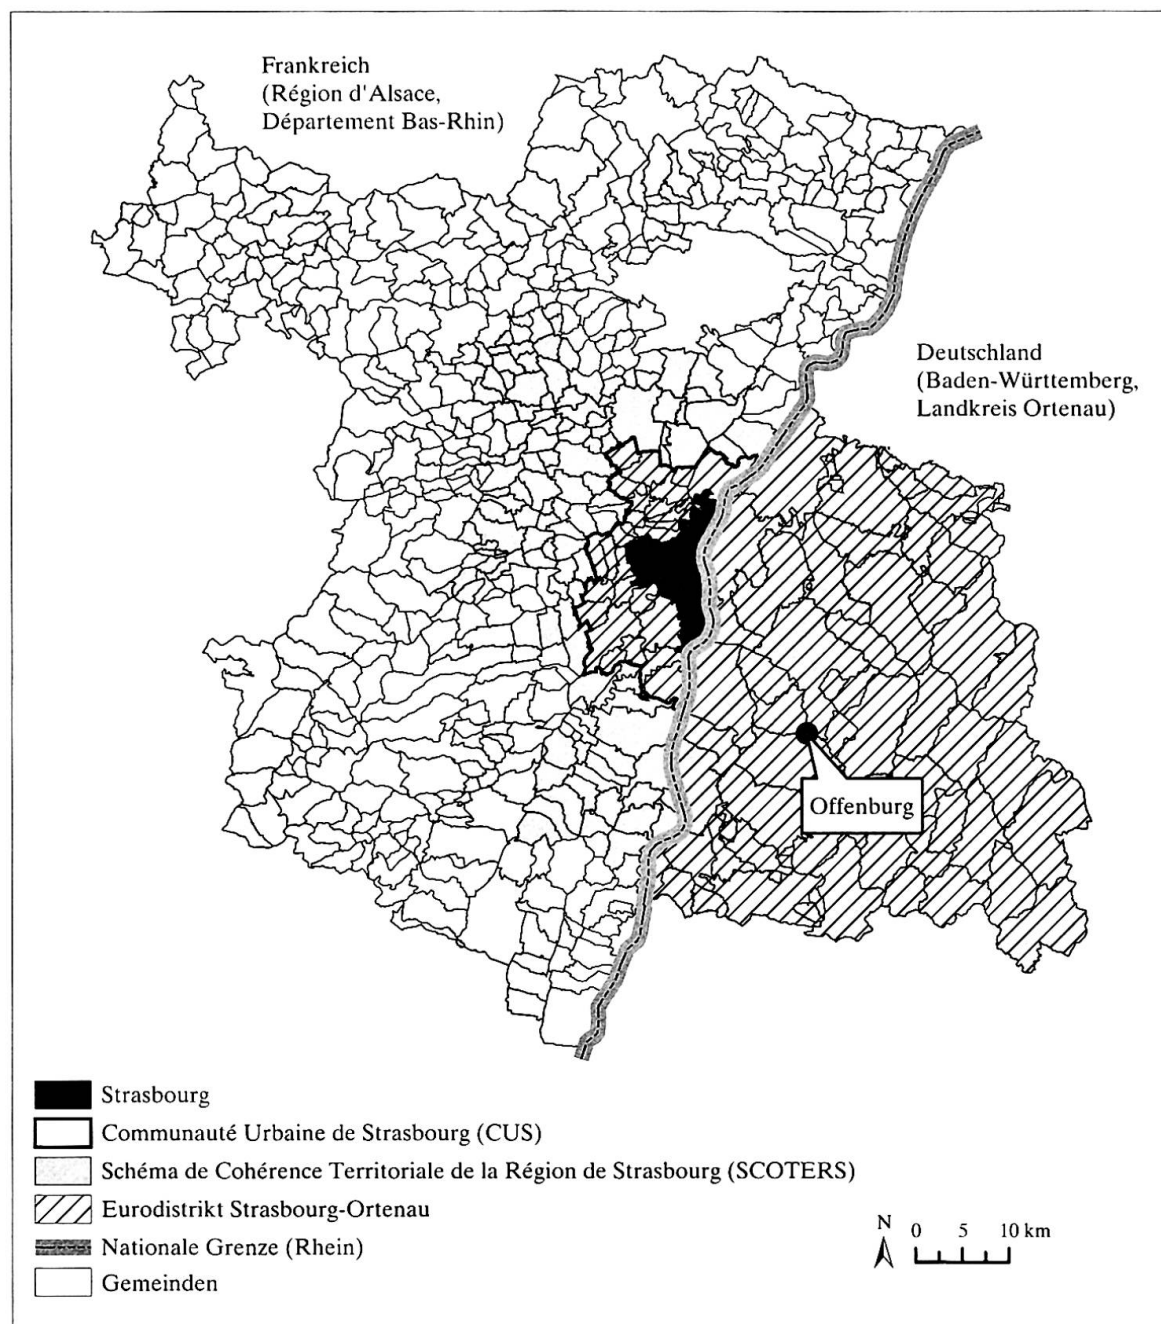 Frankreich
(Région d'Alsace,
Département Bas-Rhin)
Deutschland
(Baden-Württemberg,
Landkreis Ortenau)
Offenburg
Strasbourg
Communauté Urbaine de Strasbourg (CUS)
Schéma de Cohérence Territoriale de la Région de Strasbourg (SCOTERS)
Eurodistrikt Strasbourg-Ortenau
Nationale Grenze (Rhein)
Gemeinden
N
0 5 10 km